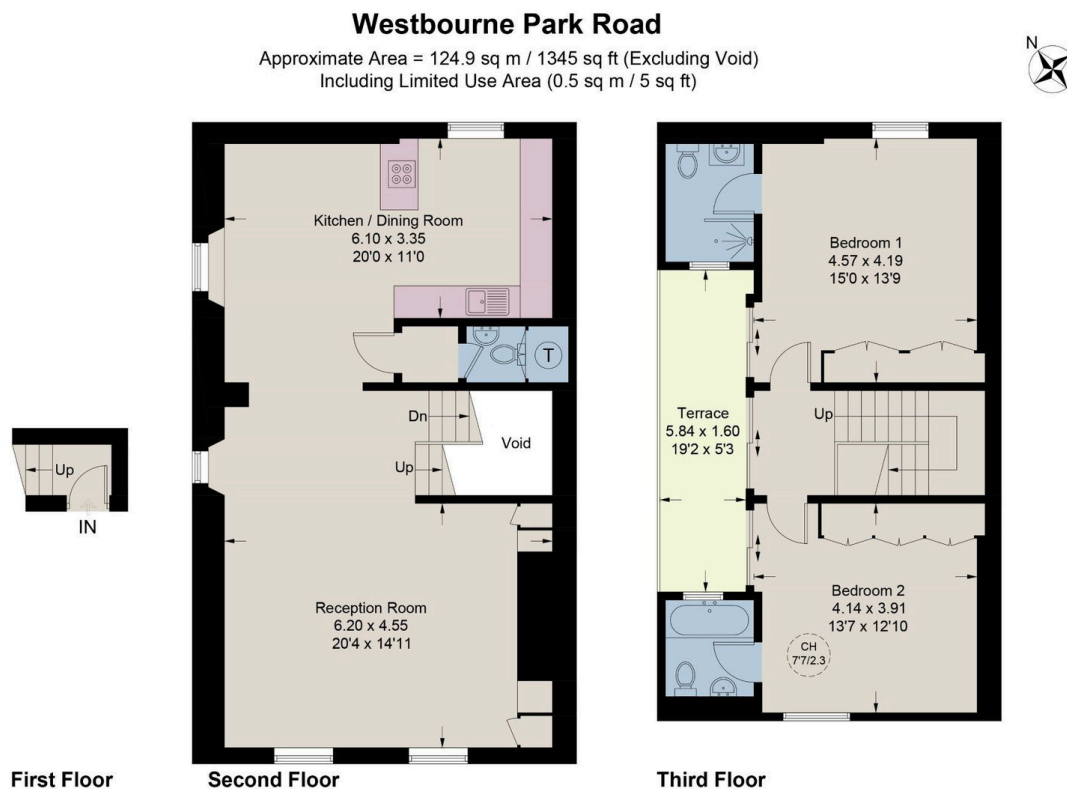 Westbourne Park Road
Approximate Area = 124.9 sq m / 1345 sq ft (Excluding Void)
Including Limited Use Area (0.5 sq m / 5 sq ft)
N
Kitchen / Dining Room
6.10 x 3.35
20'0 x 11'0
T
Dn
Up
Void
Reception Room
6.20 x 4.55
20'4 x 14'11
Up
IN
Bedroom 1
4.57 x 4.19
15'0 x 13'9
Terrace
5.84 x 1.60
19'2 x 5'3
Up
Bedroom 2
4.14 x 3.91
13'7 x 12'10
CH
7'7/2.3
First Floor
Second Floor
Third Floor